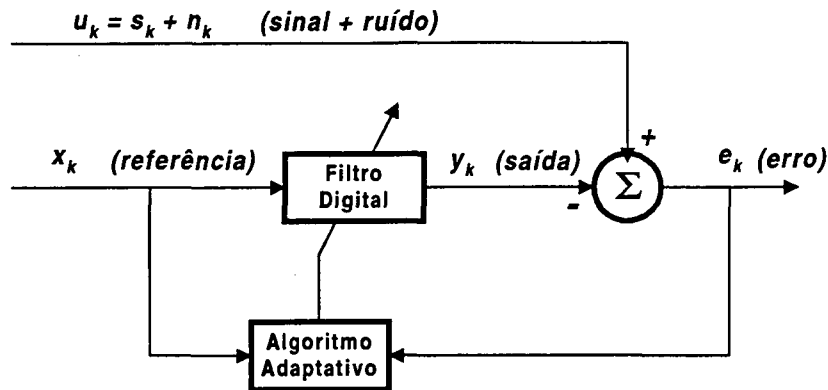 u_k = s_k + n_k (sinal + ruído)
+
x_k (referência)
Filtro
Digital
y_k (saída)
-
Σ
e_k (erro)
Algoritmo
Adaptativo